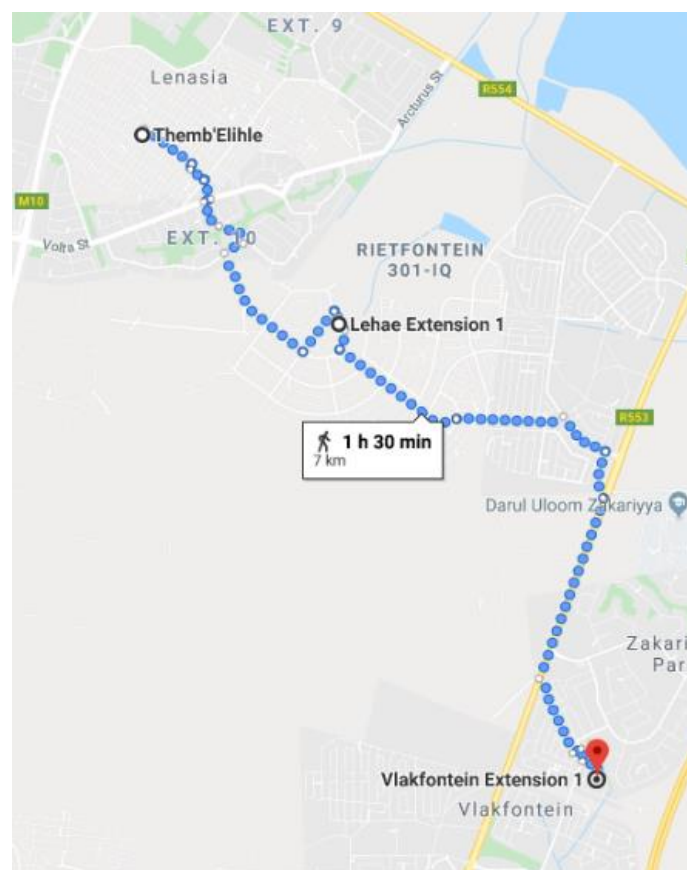 EXT. 9
Lenasia
Arcturus St
R554
Themb'Elihle
M10
Volta St
EXT. 10
RIETFONTEIN
301-IQ
Lehae Extension 1
R553
1 h 30 min
7 km
Darul Uloom Zakariyya
Zakari
Par
Vlakfontein Extension 1
Vlakfontein